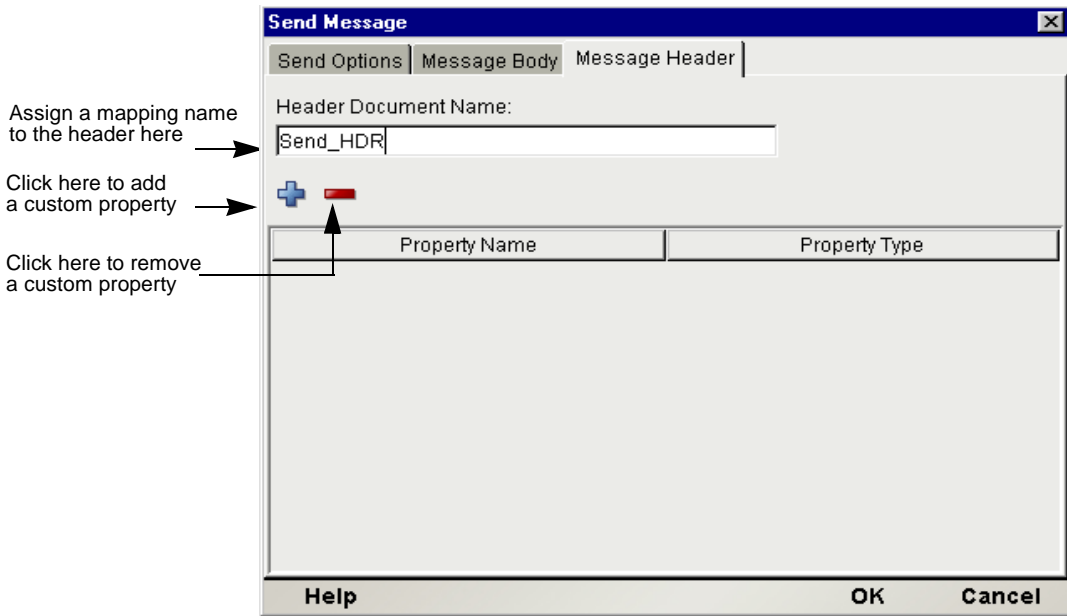 Send Message
Send Options
Message Body
Message Header
Header Document Name:
Assign a mapping name
to the header here
Send_HDR
Click here to add
a custom property
Click here to remove
a custom property
Property Name
Property Type
Help
OK
Cancel